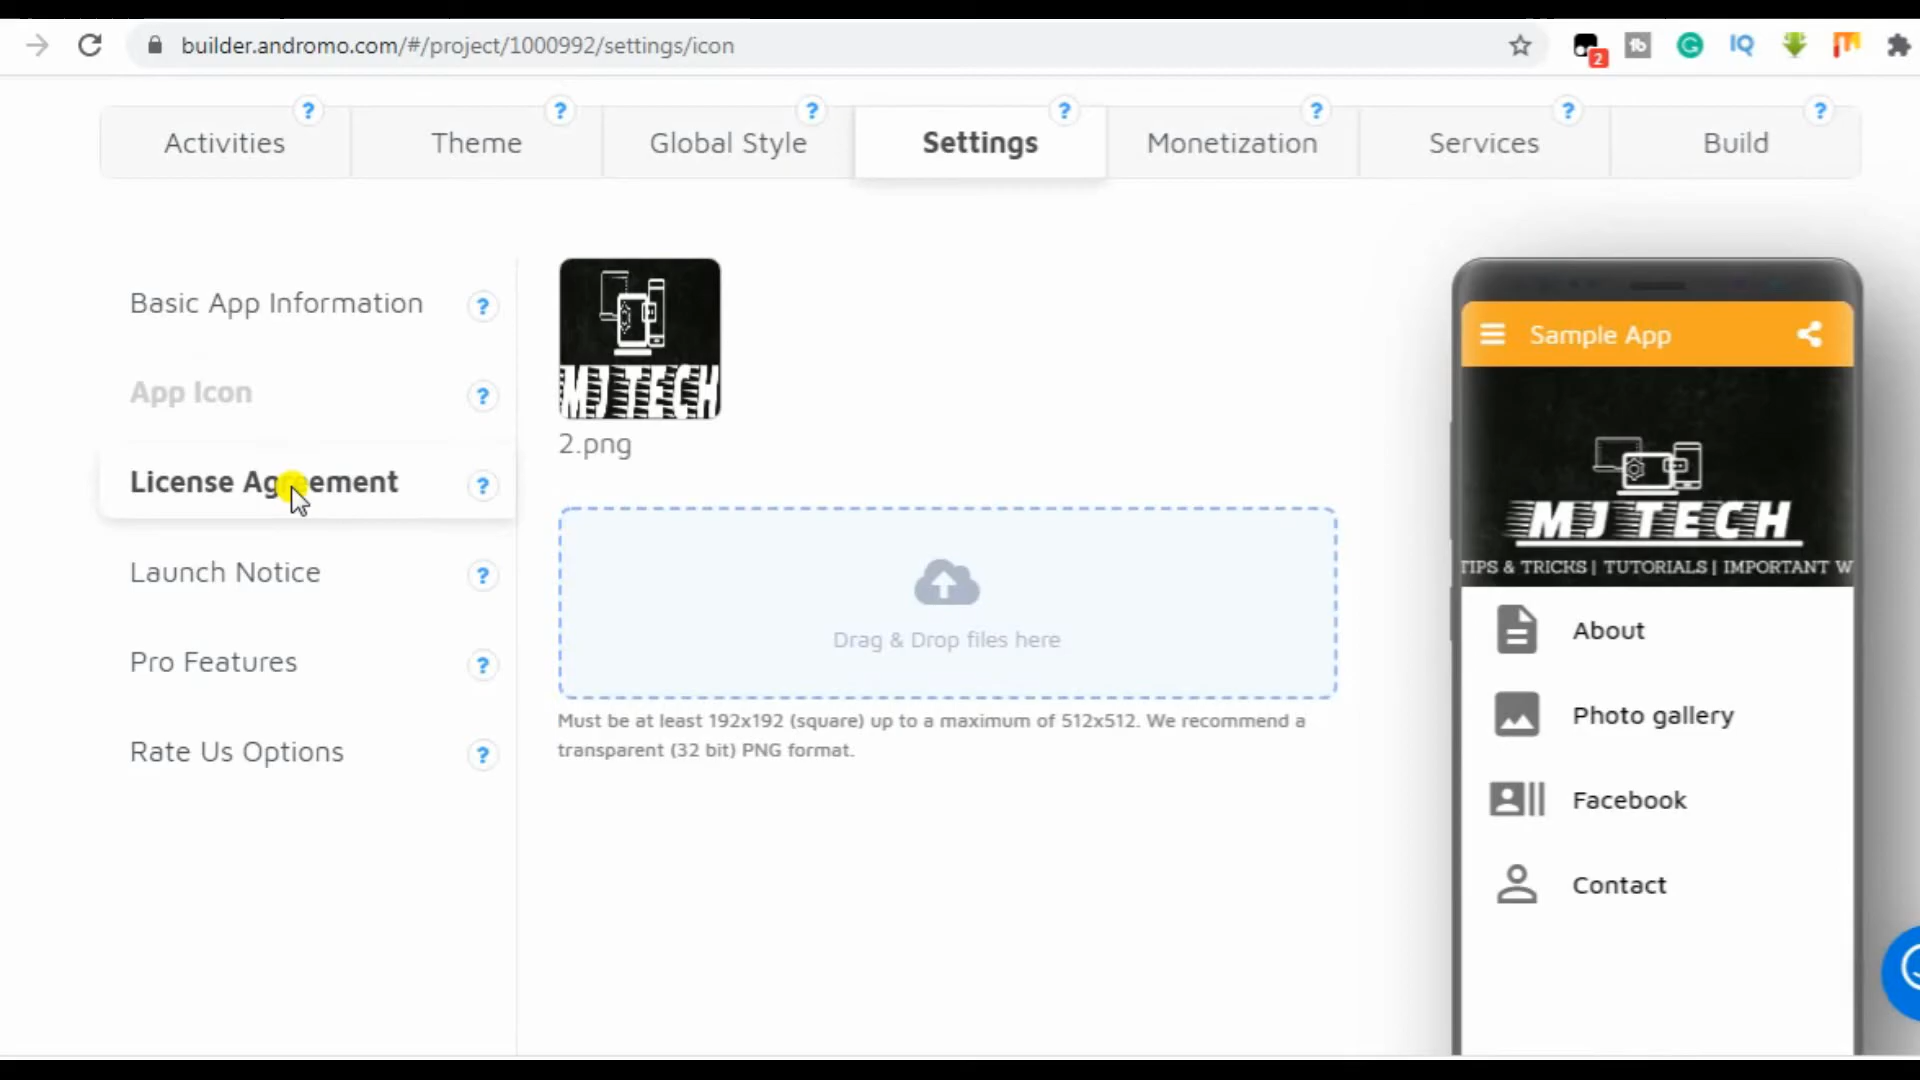 builder.andromo.com/#/project/1000992/settings/icon
2
tb
G
IQ
? ? ? ? ? ? ?
Activities Theme Global Style Settings Monetization Services Build
Basic App Information ?
App Icon ?
License Agreement ?
Launch Notice ?
Pro Features ?
Rate Us Options ?
MJ TECH
2.png
Drag & Drop files here
Must be at least 192x192 (square) up to a maximum of 512x512. We recommend a
transparent (32 bit) PNG format.
Sample App
MJ TECH
TIPS & TRICKS | TUTORIALS | IMPORTANT W
About
Photo gallery
Facebook
Contact